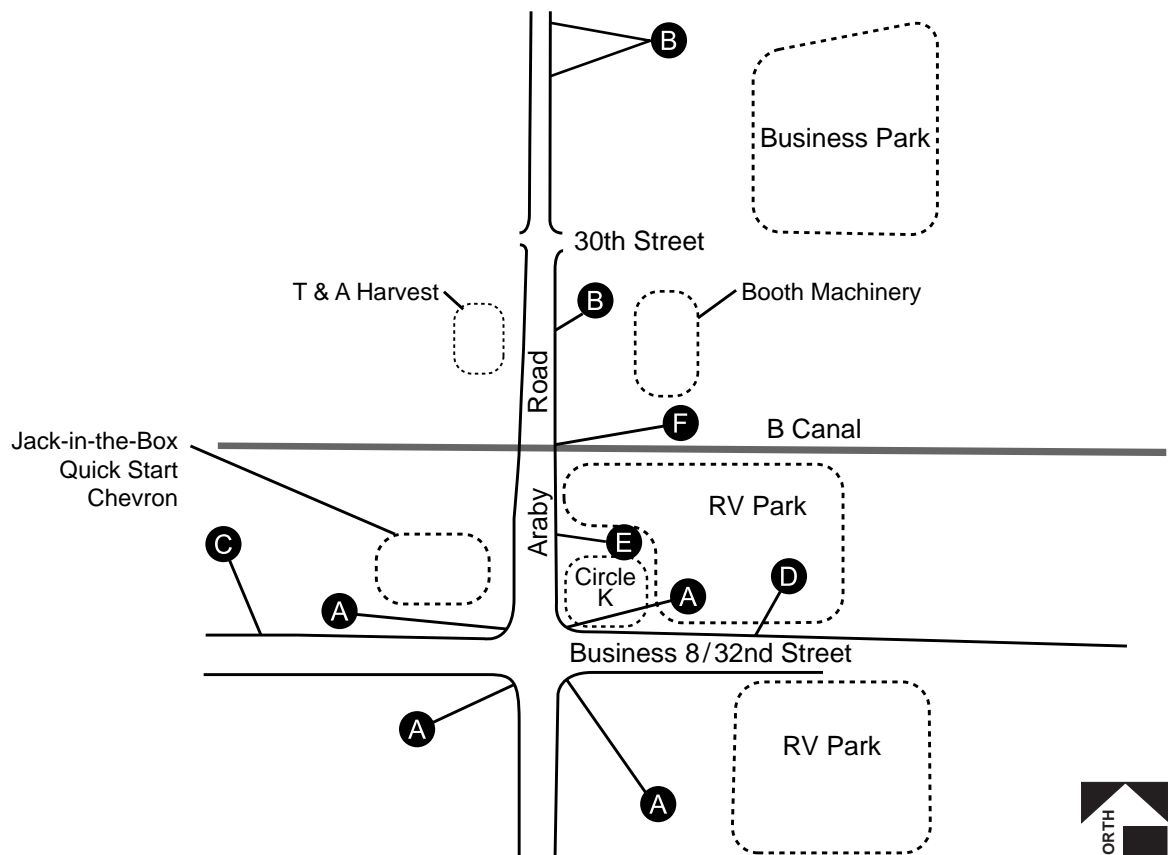 B
Business Park
30th Street
T & A Harvest
B
Booth Machinery
Road
F
B Canal
Jack-in-the-Box
Quick Start
Chevron
RV Park
Araby
C
E
Circle
K
D
A
A
Business 8/32nd Street
A
RV Park
A
ORTH